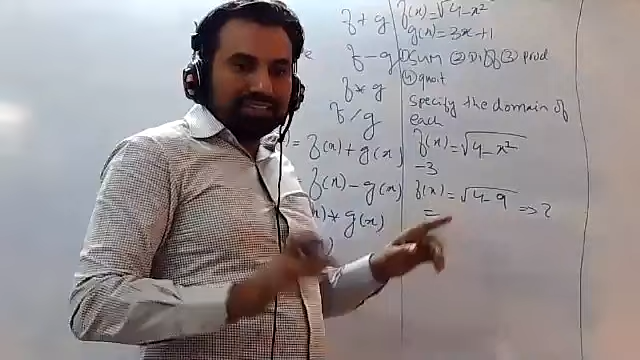 f + g
f - g
f * g
f / g
= f(x) + g(x)
f(x) - g(x)
* g(x)
f(x) = √4-x²
g(x) = 3x+1
① Sum ② Diff ③ prod
④ quot
Specify the domain of
each
f(x) = √4-x²
=3
f(x) = √4-9 ⇒ ?
=